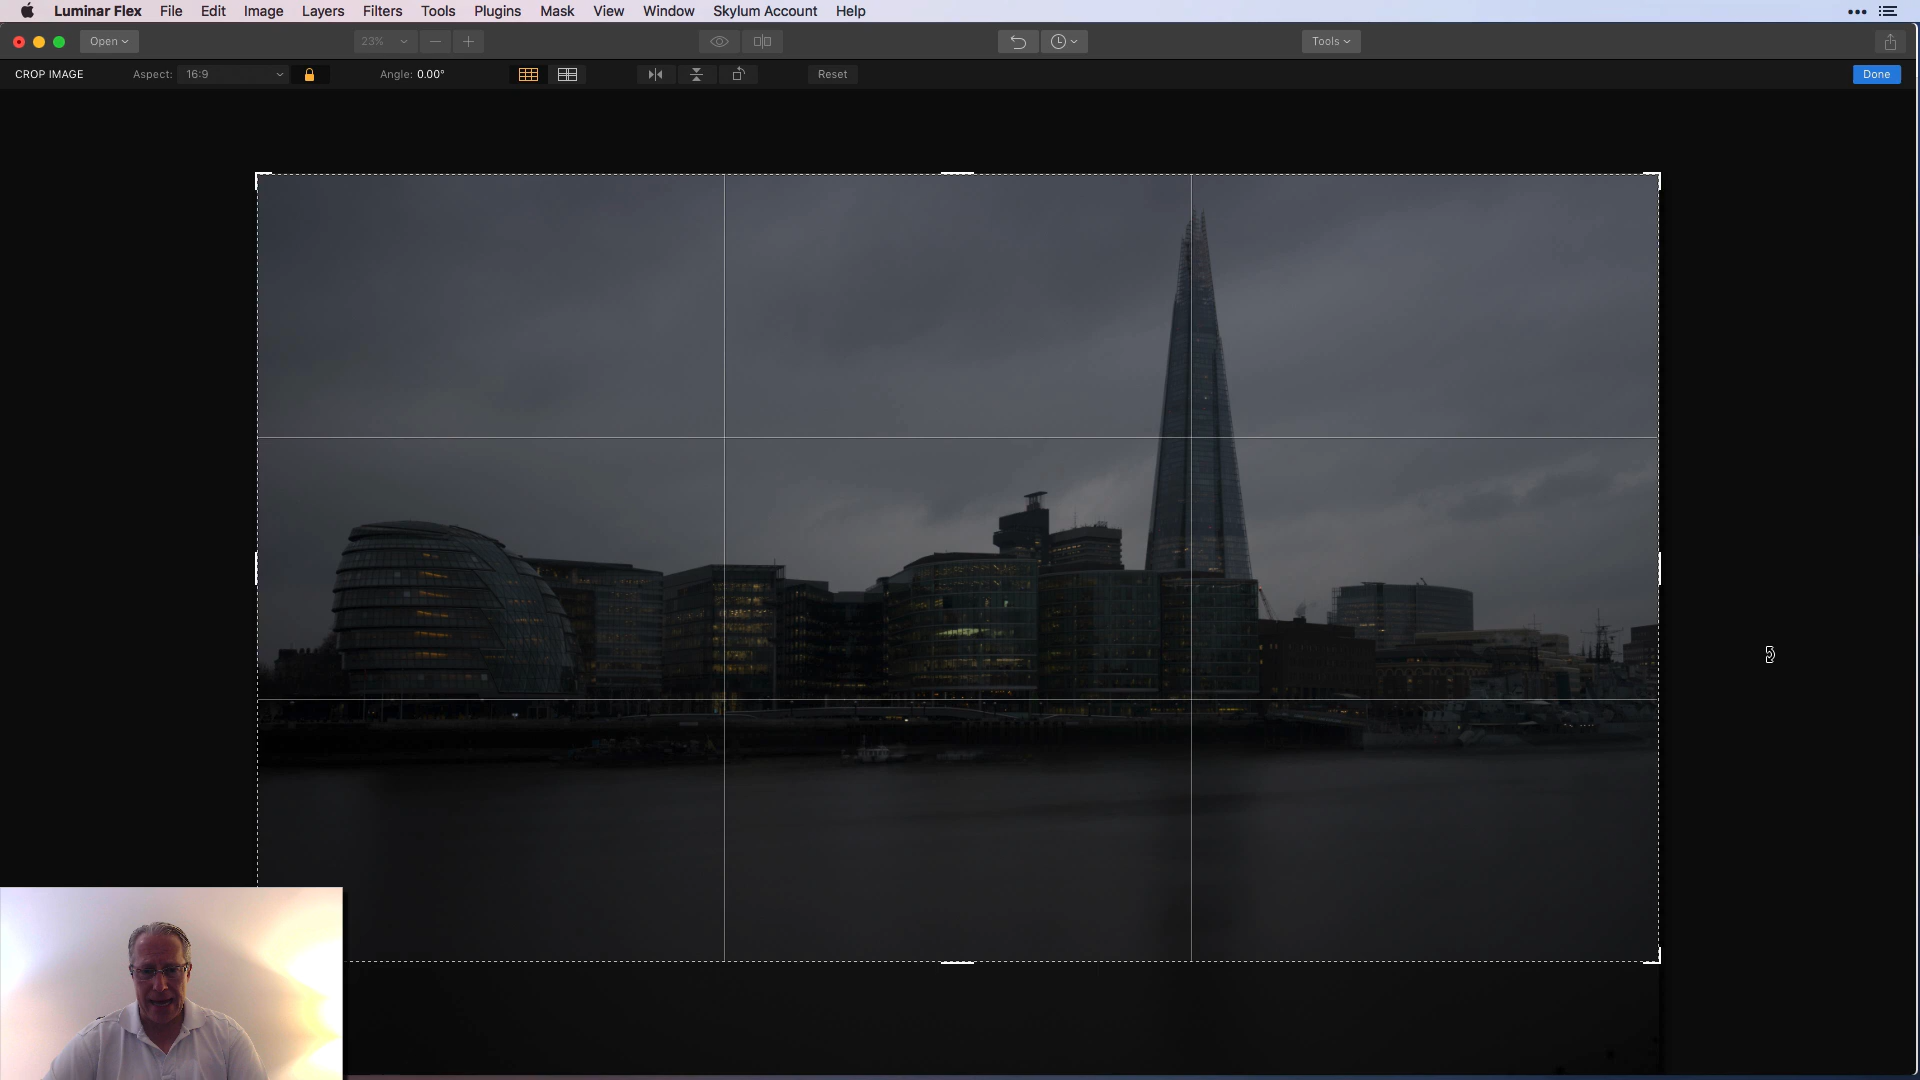 Luminar Flex File Edit Image Layers Filters Tools Plugins Mask View Window Skylum Account Help
Open 23% Tools
CROP IMAGE Aspect: 16:9 Angle: 0.00° Reset Done